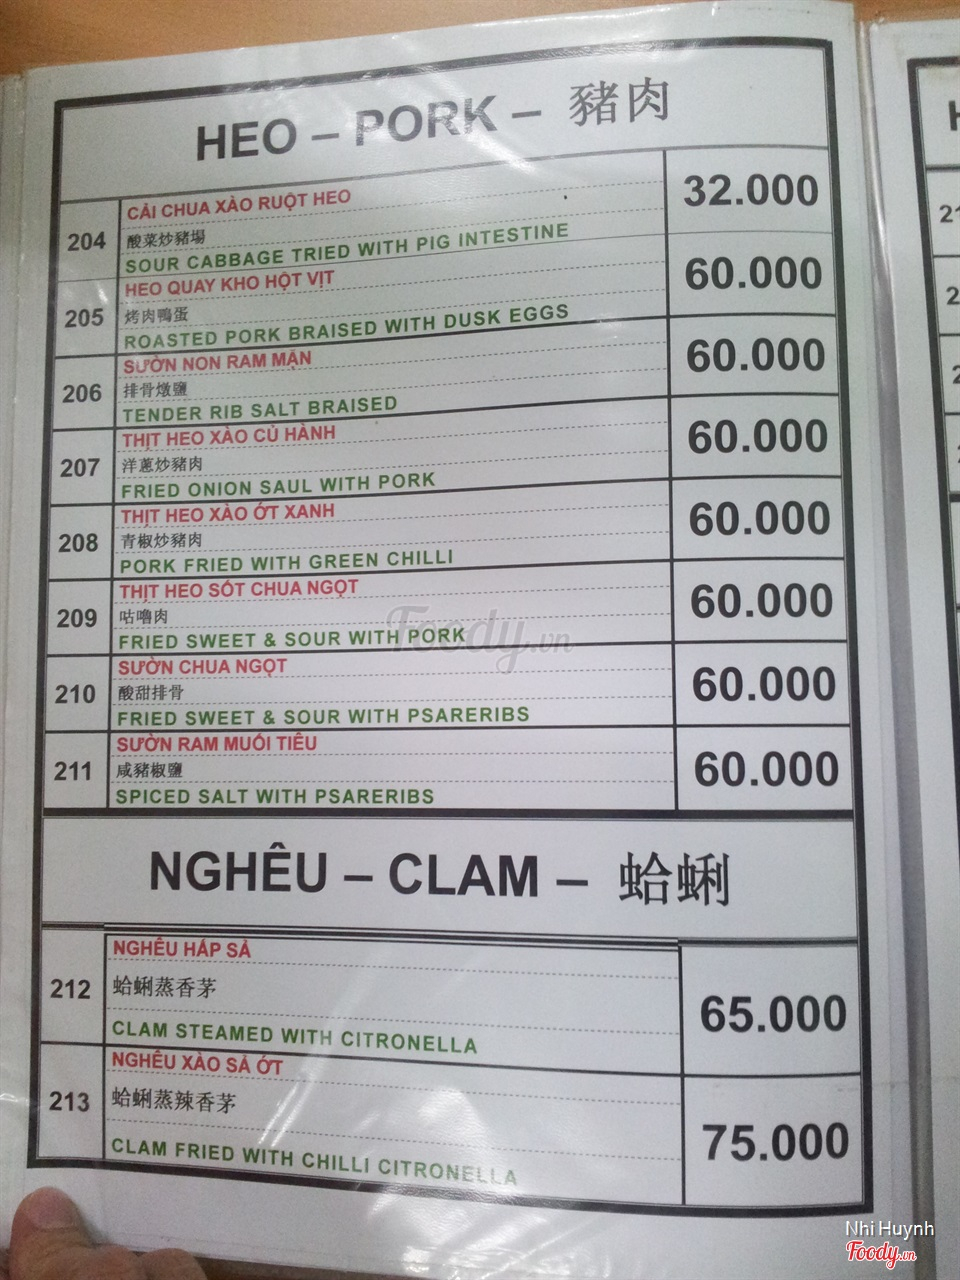 HEO – PORK – 豬肉
204
CẢI CHUA XÀO RUỘT HEO
酸菜炒豬場
SOUR CABBAGE TRIED WITH PIG INTESTINE
32.000
205
HEO QUAY KHO HỘT VỊT
烤肉鴨蛋
ROASTED PORK BRAISED WITH DUSK EGGS
60.000
206
SƯỜN NON RAM MẶN
排骨燉鹽
TENDER RIB SALT BRAISED
60.000
207
THỊT HEO XÀO CỦ HÀNH
洋蔥炒豬肉
FRIED ONION SAUL WITH PORK
60.000
208
THỊT HEO XÀO ỚT XANH
青椒炒豬肉
PORK FRIED WITH GREEN CHILLI
60.000
209
THỊT HEO SỐT CHUA NGỌT
咕嚕肉
FRIED SWEET & SOUR WITH PORK
60.000
210
SƯỜN CHUA NGỌT
酸甜排骨
FRIED SWEET & SOUR WITH PSARERIBS
60.000
211
SƯỜN RAM MUỐI TIÊU
咸豬椒鹽
SPICED SALT WITH PSARERIBS
60.000
NGHÊU – CLAM – 蛤蜊
212
NGHÊU HẤP SẢ
蛤蜊蒸香茅
CLAM STEAMED WITH CITRONELLA
65.000
213
NGHÊU XÀO SẢ ỚT
蛤蜊蒸辣香茅
CLAM FRIED WITH CHILLI CITRONELLA
75.000
Foody.vn
Nhi Huynh
Foody.vn